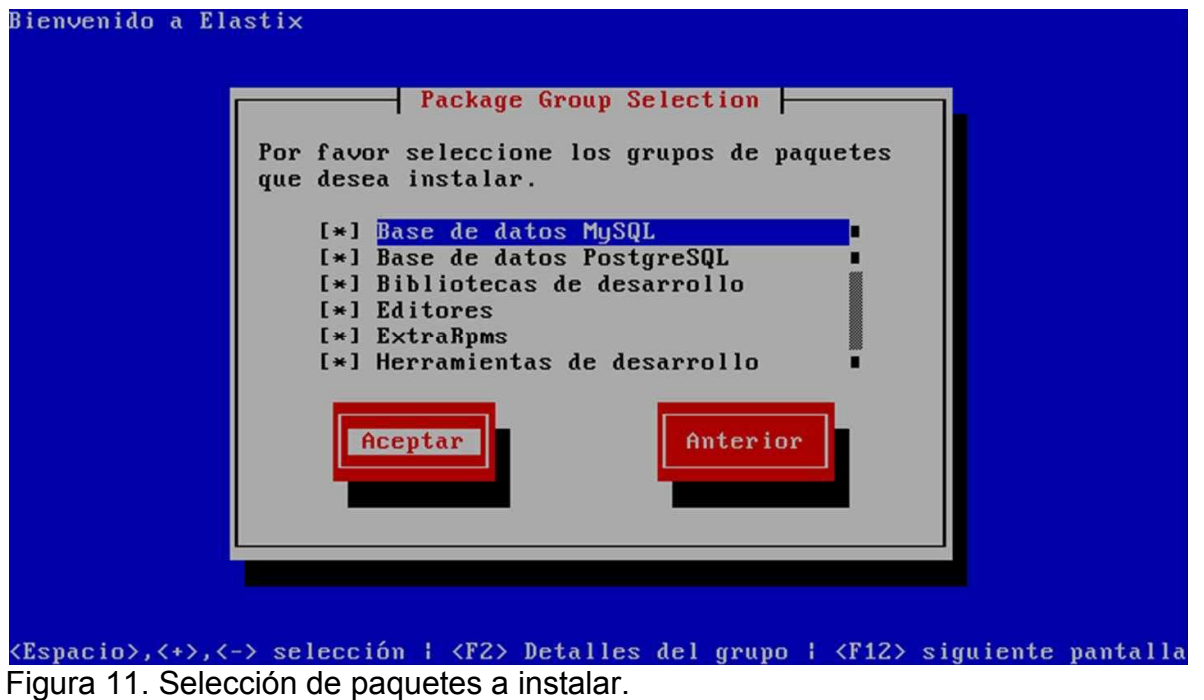 Bienvenido a Elastix
Package Group Selection
Por favor seleccione los grupos de paquetes
que desea instalar.
[*] Base de datos MySQL
[*] Base de datos PostgreSQL
[*] Bibliotecas de desarrollo
[*] Editores
[*] ExtraRpms
[*] Herramientas de desarrollo
Aceptar Anterior
<Espacio>,<+>,<-> selección ¦ <F2> Detalles del grupo ¦ <F12> siguiente pantalla
Figura 11. Selección de paquetes a instalar.